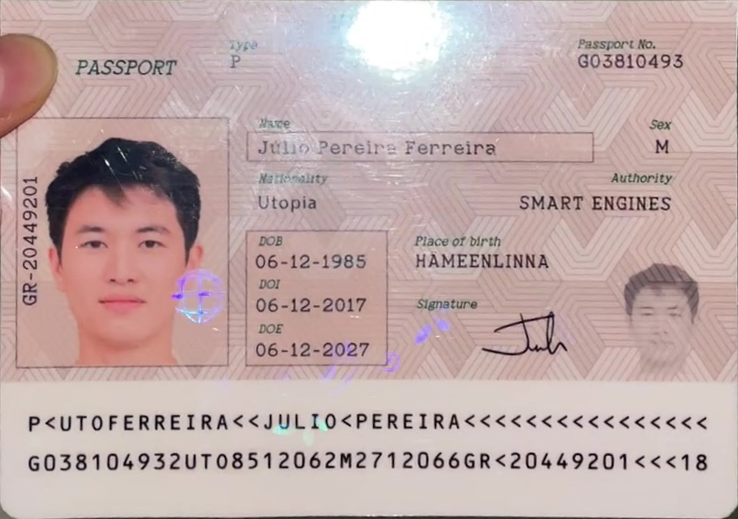 PASSPORT
Type
P
Passport No.
G03810493
Name
Júlio Pereira Ferreira
Sex
M
Nationality
Utopia
Authority
SMART ENGINES
GR-20449201
DOB
06-12-1985
Place of birth
HÄMEENLINNA
DOI
06-12-2017
Signature
DOE
06-12-2027
P<UTOFERREIRA<<JULIO<PEREIRA<<<<<<<<<<<<<<<<
G038104932UTO8512062M2712066GR<20449201<<<18